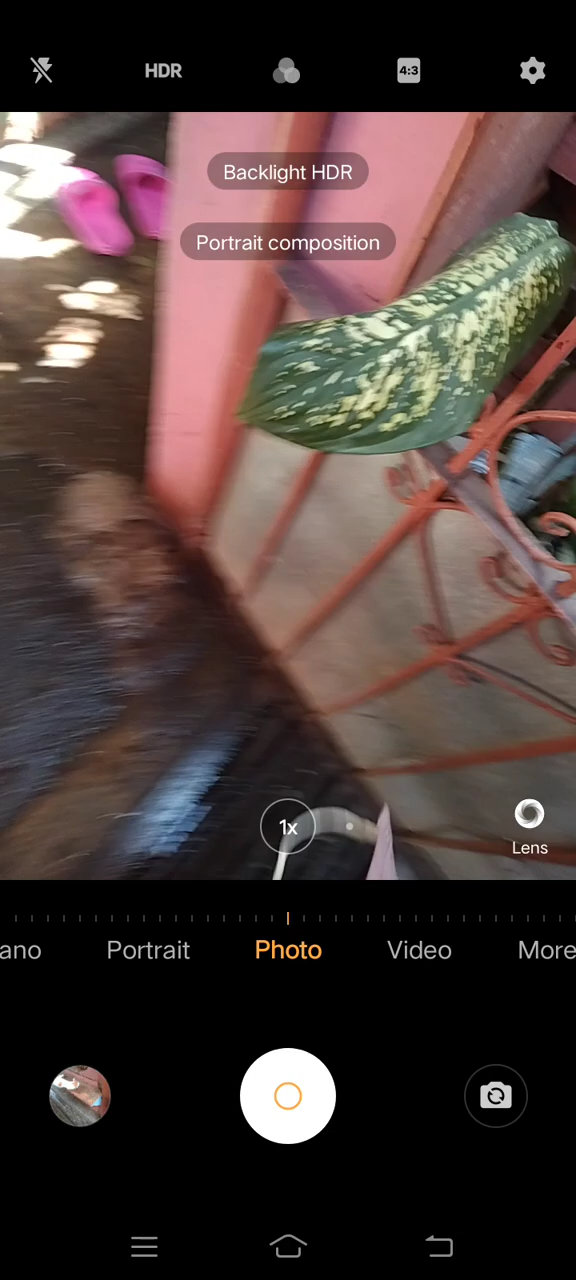 HDR
4:3
Backlight HDR
Portrait composition
1x
Lens
ano
Portrait
Photo
Video
More